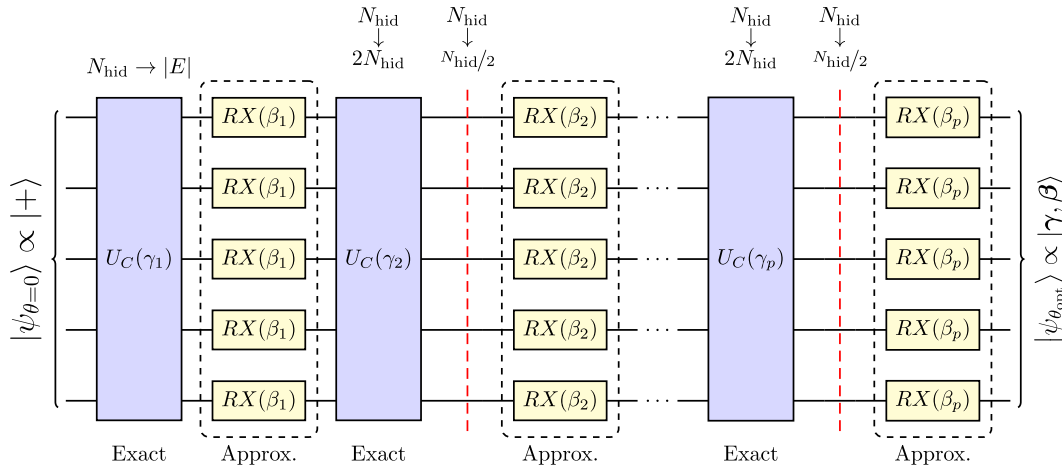 N_hid → |E|
N_hid
↓
2N_hid
N_hid
↓
N_hid/2
N_hid
↓
2N_hid
N_hid
↓
N_hid/2
|ψ_{θ=0}⟩ ∝ |+⟩
U_C(γ_1)
RX(β_1)
RX(β_1)
RX(β_1)
RX(β_1)
RX(β_1)
U_C(γ_2)
RX(β_2)
RX(β_2)
RX(β_2)
RX(β_2)
RX(β_2)
···
···
···
···
···
U_C(γ_p)
RX(β_p)
RX(β_p)
RX(β_p)
RX(β_p)
RX(β_p)
|ψ_{θ_opt}⟩ ∝ |γ, β⟩
Exact
Approx.
Exact
Approx.
Exact
Approx.